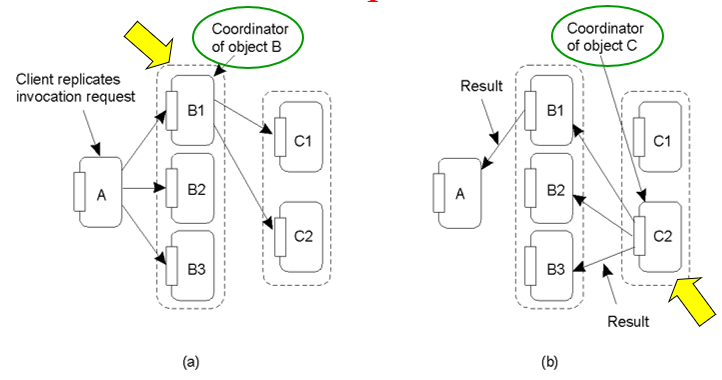 Coordinator
of object B
Client replicates
invocation request
A
B1
B2
B3
C1
C2
(a)
Coordinator
of object C
Result
A
B1
B2
B3
C1
C2
Result
(b)